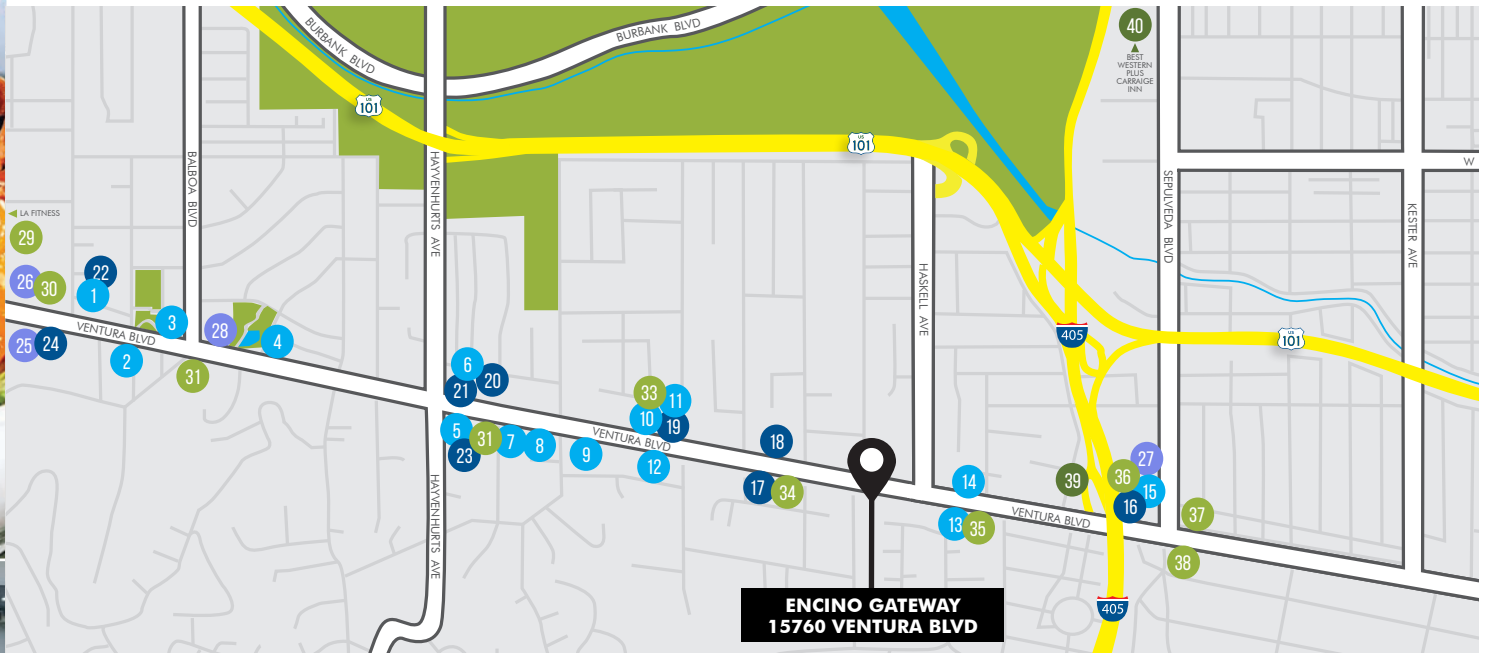 BURBANK BLVD
BURBANK BLVD
40
BEST
WESTERN
PLUS
CARRAIGE
INN
US
101
US
101
W
BALBOA BLVD
HAYVENHURTS AVE
SEPULVEDA BLVD
KESTER AVE
HASKELL AVE
LA FITNESS
29
26
30
22
1
3
28
4
VENTURA BLVD
25
24
2
31
405
US
101
6
21
20
33
11
10
19
5
31
7
8
23
9
VENTURA BLVD
12
18
17
34
14
13
35
VENTURA BLVD
39
27
36
15
16
37
38
HAYVENHURTS AVE
405
ENCINO GATEWAY
15760 VENTURA BLVD